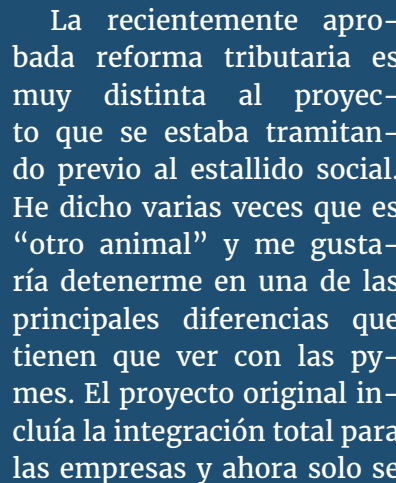 La recientemente apro-
bada reforma tributaria es
muy distinta al proyec-
to que se estaba tramitan-
do previo al estallido social.
He dicho varias veces que es
“otro animal” y me gusta-
ría detenerme en una de las
principales diferencias que
tienen que ver con las py-
mes. El proyecto original in-
cluía la integración total para
las empresas y ahora solo se